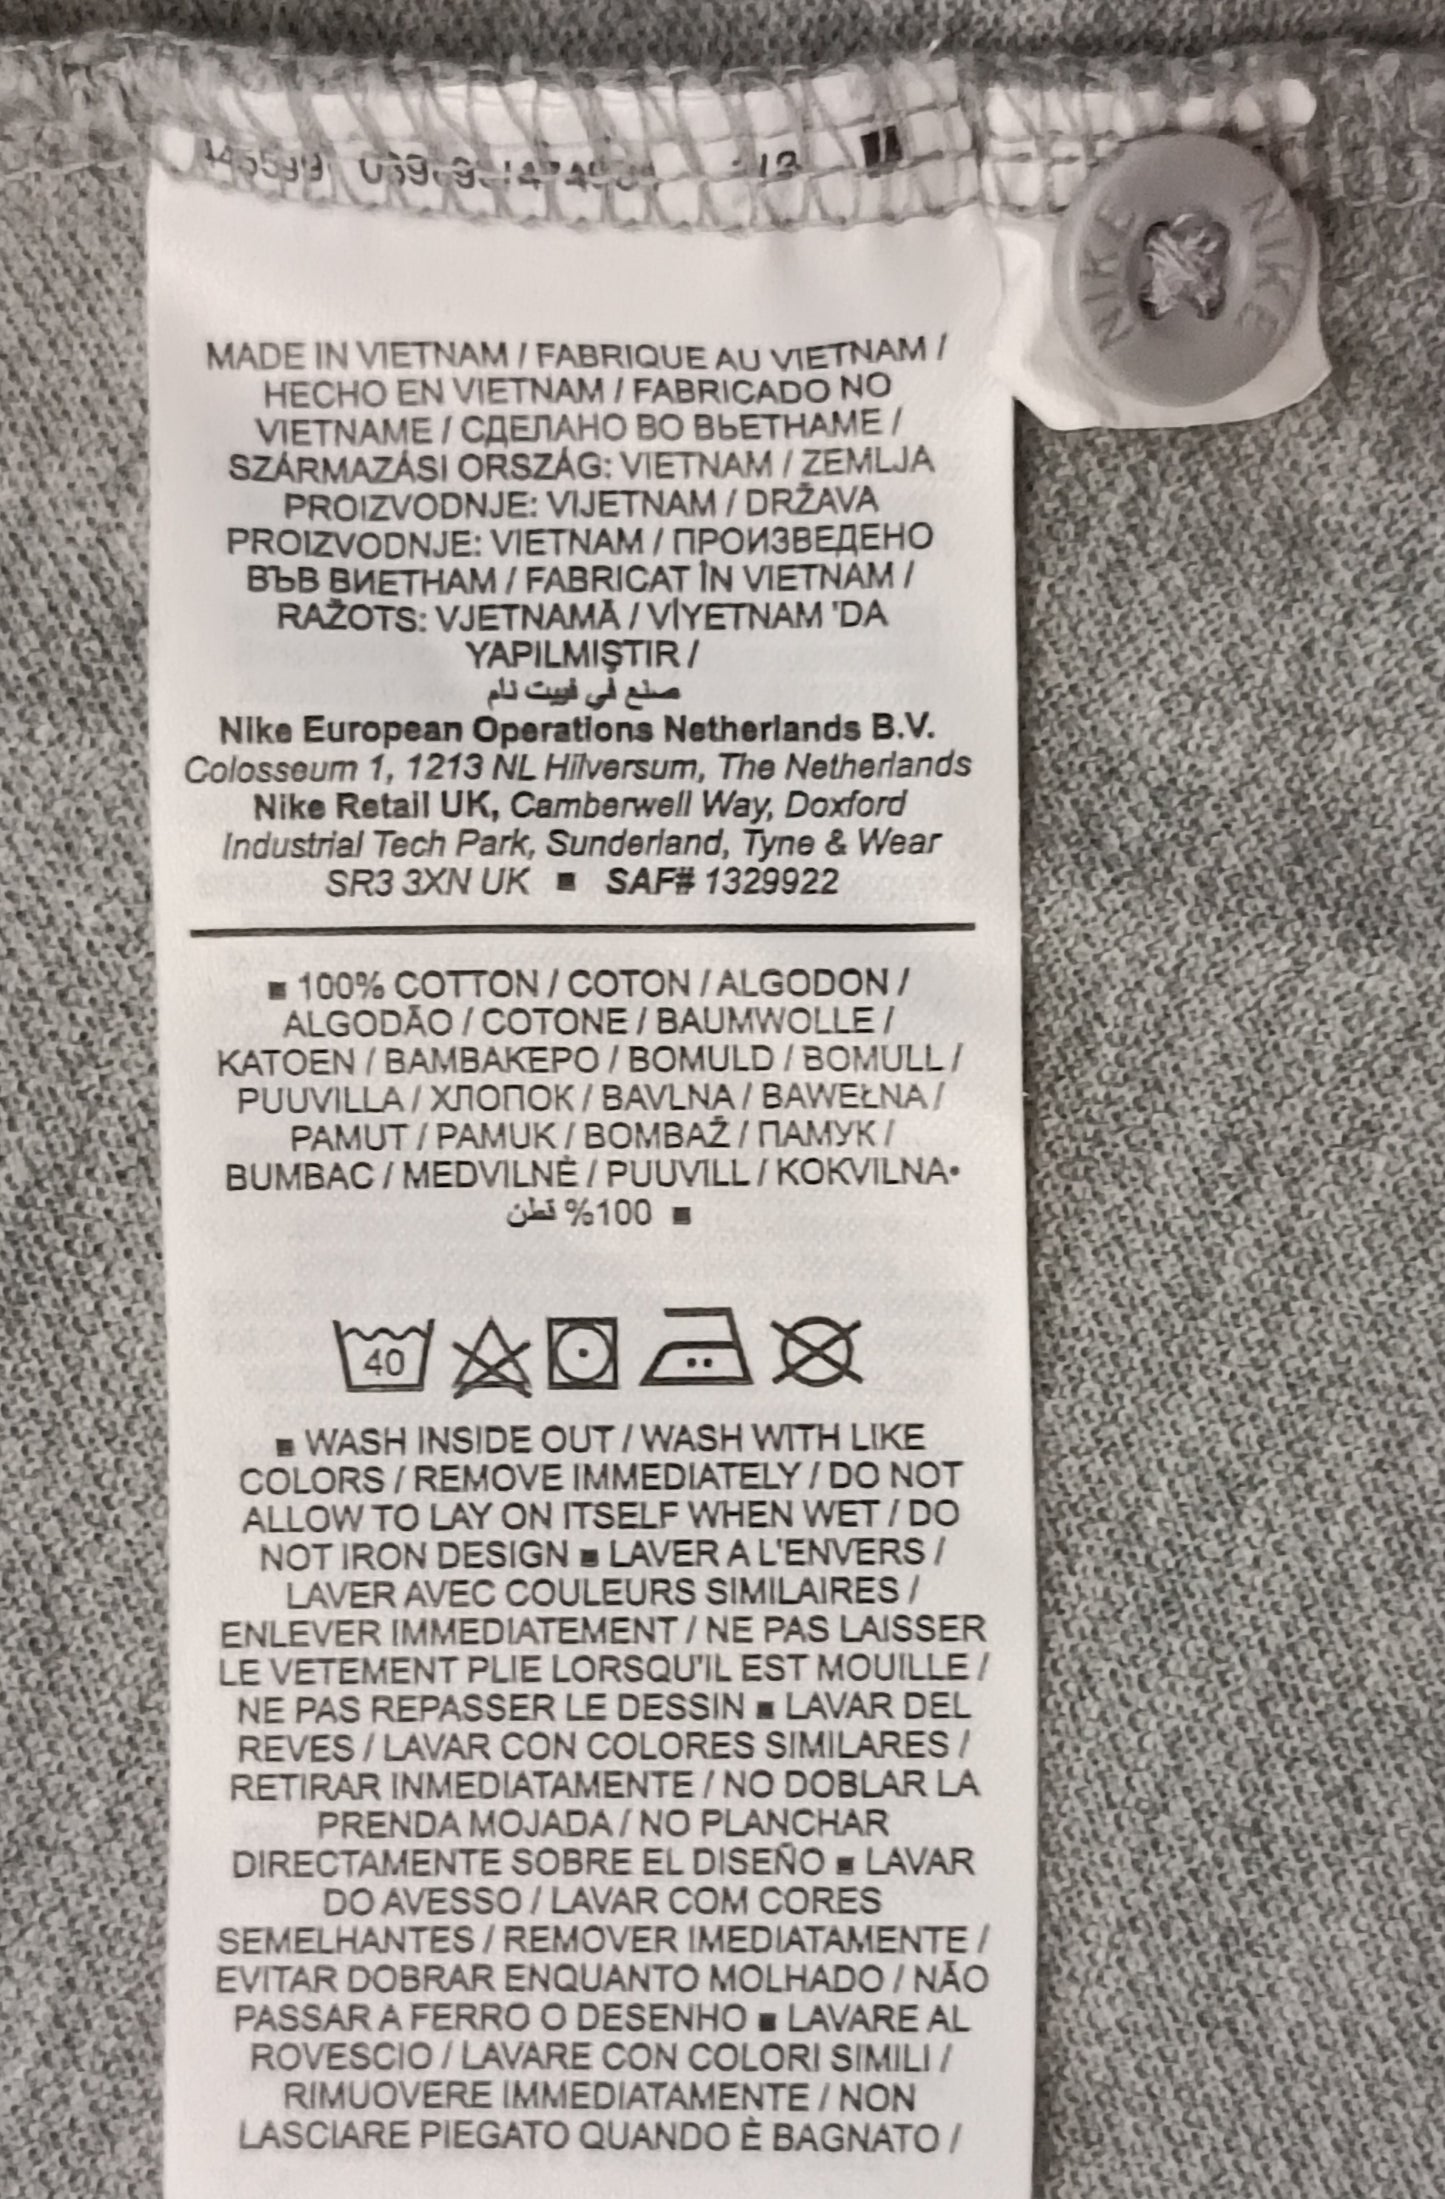 MADE IN VIETNAM / FABRIQUE AU VIETNAM /
HECHO EN VIETNAM / FABRICADO NO
VIETNAME / СДЕЛАНО ВО ВЬЕТНАМЕ /
SZÁRMAZÁSI ORSZÁG: VIETNAM / ZEMLJA
PROIZVODNJE: VIJETNAM / DRŽAVA
PROIZVODNJE: VIETNAM / ПРОИЗВЕДЕНО
ВЪВ ВИЕТНАМ / FABRICAT ÎN VIETNAM /
RAŽOTS: VJETNAMĀ / VİYETNAM 'DA
YAPILMIŞTIR /
صنع في فييت نام
Nike European Operations Netherlands B.V.
Colosseum 1, 1213 NL Hilversum, The Netherlands
Nike Retail UK, Camberwell Way, Doxford
Industrial Tech Park, Sunderland, Tyne & Wear
SR3 3XN UK ■ SAF# 1329922
■ 100% COTTON / COTON / ALGODON /
ALGODÃO / COTONE / BAUMWOLLE /
KATOEN / ΒΑΜΒΑΚΕΡΟ / BOMULD / BOMULL /
PUUVILLA / ХЛОПОК / BAVLNA / BAWEŁNA /
PAMUT / PAMUK / BOMBAŽ / ПАМУК /
BUMBAC / MEDVILNĖ / PUUVILL / KOKVILNA•
100% قطن ■
40
■ WASH INSIDE OUT / WASH WITH LIKE
COLORS / REMOVE IMMEDIATELY / DO NOT
ALLOW TO LAY ON ITSELF WHEN WET / DO
NOT IRON DESIGN ■ LAVER A L'ENVERS /
LAVER AVEC COULEURS SIMILAIRES /
ENLEVER IMMEDIATEMENT / NE PAS LAISSER
LE VETEMENT PLIE LORSQU'IL EST MOUILLE /
NE PAS REPASSER LE DESSIN ■ LAVAR DEL
REVES / LAVAR CON COLORES SIMILARES /
RETIRAR INMEDIATAMENTE / NO DOBLAR LA
PRENDA MOJADA / NO PLANCHAR
DIRECTAMENTE SOBRE EL DISEÑO ■ LAVAR
DO AVESSO / LAVAR COM CORES
SEMELHANTES / REMOVER IMEDIATAMENTE /
EVITAR DOBRAR ENQUANTO MOLHADO / NÃO
PASSAR A FERRO O DESENHO ■ LAVARE AL
ROVESCIO / LAVARE CON COLORI SIMILI /
RIMUOVERE IMMEDIATAMENTE / NON
LASCIARE PIEGATO QUANDO È BAGNATO /
NIKE NIKE